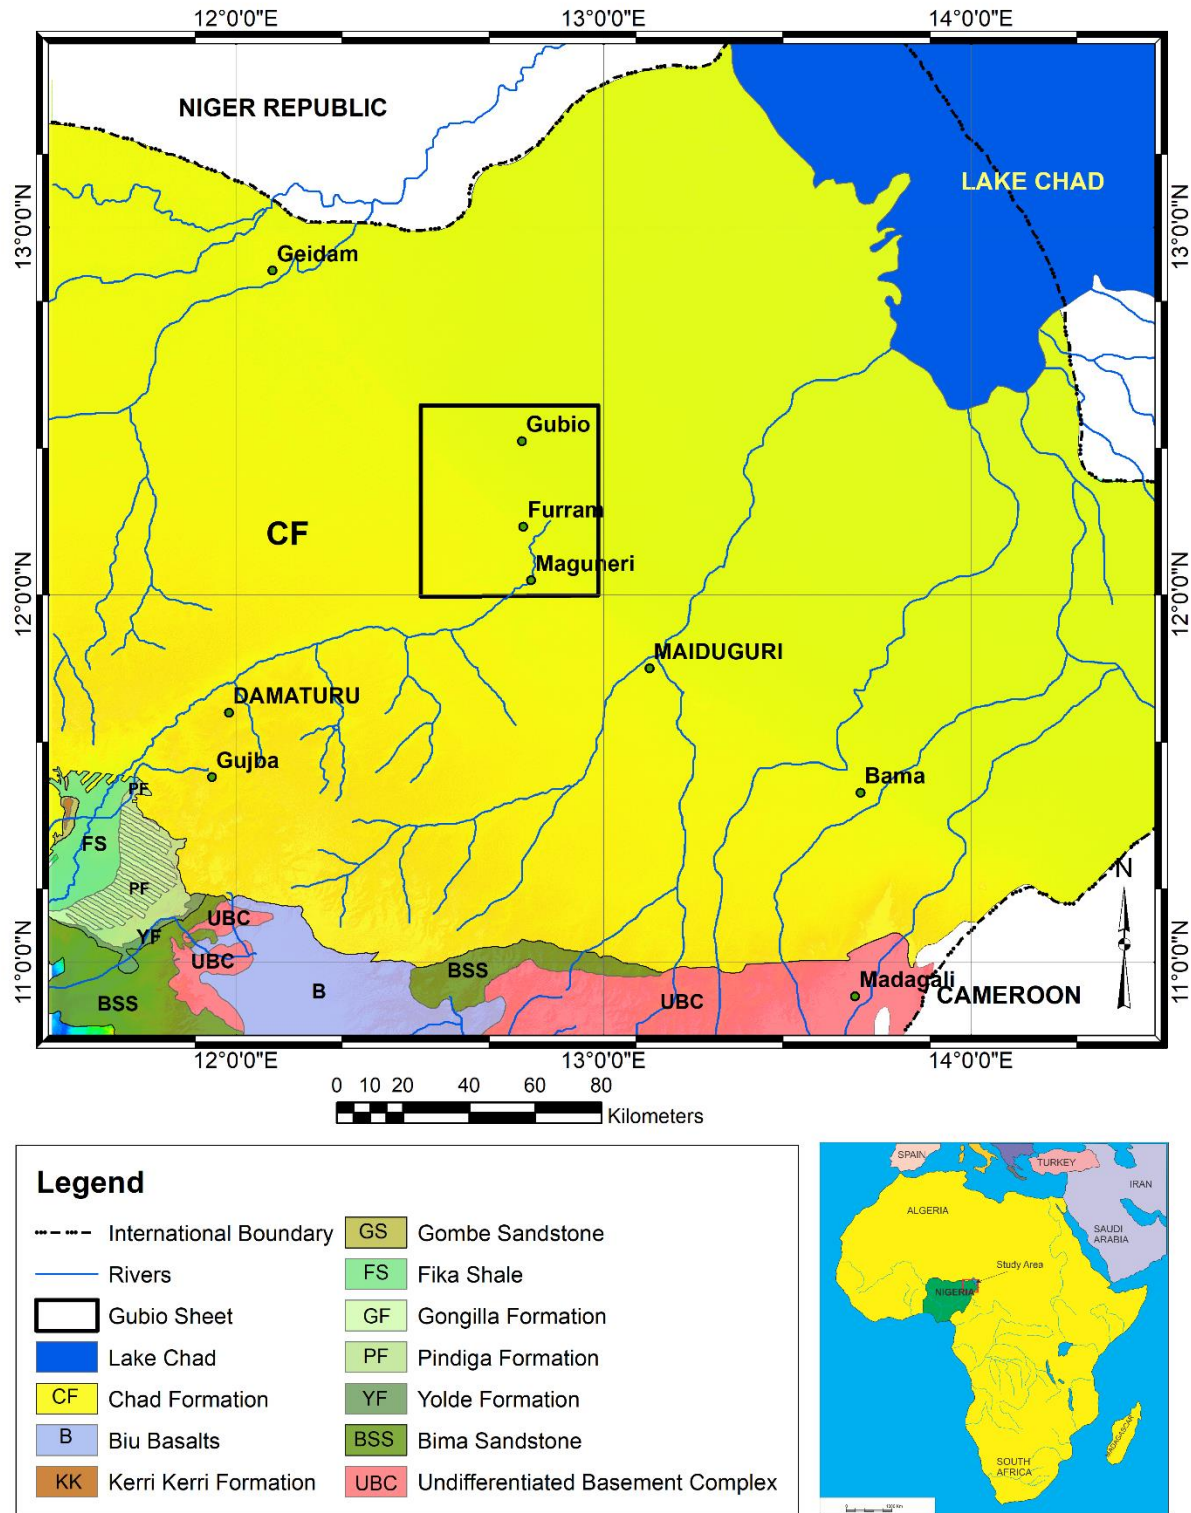 12°0'0"E 13°0'0"E 14°0'0"E
NIGER REPUBLIC
LAKE CHAD
13°0'0"N 13°0'0"N
Geidam
Gubio
Furram
CF
Maguneri
12°0'0"N 12°0'0"N
MAIDUGURI
DAMATURU
Gujba
Bama
PF
FS
PF
N
UBC
YF
UBC
BSS
11°0'0"N 11°0'0"N
BSS
B
UBC
Madagali
CAMEROON
12°0'0"E 13°0'0"E 14°0'0"E
0 10 20 40 60 80
Kilometers
Legend
International Boundary
Rivers
Gubio Sheet
Lake Chad
CF Chad Formation
B Biu Basalts
KK Kerri Kerri Formation
GS Gombe Sandstone
FS Fika Shale
GF Gongilla Formation
PF Pindiga Formation
YF Yolde Formation
BSS Bima Sandstone
UBC Undifferentiated Basement Complex
SPAIN
TURKEY
IRAN
ALGERIA
SAUDI
ARABIA
Study Area
NIGERIA
MADAGASCAR
SOUTH
AFRICA